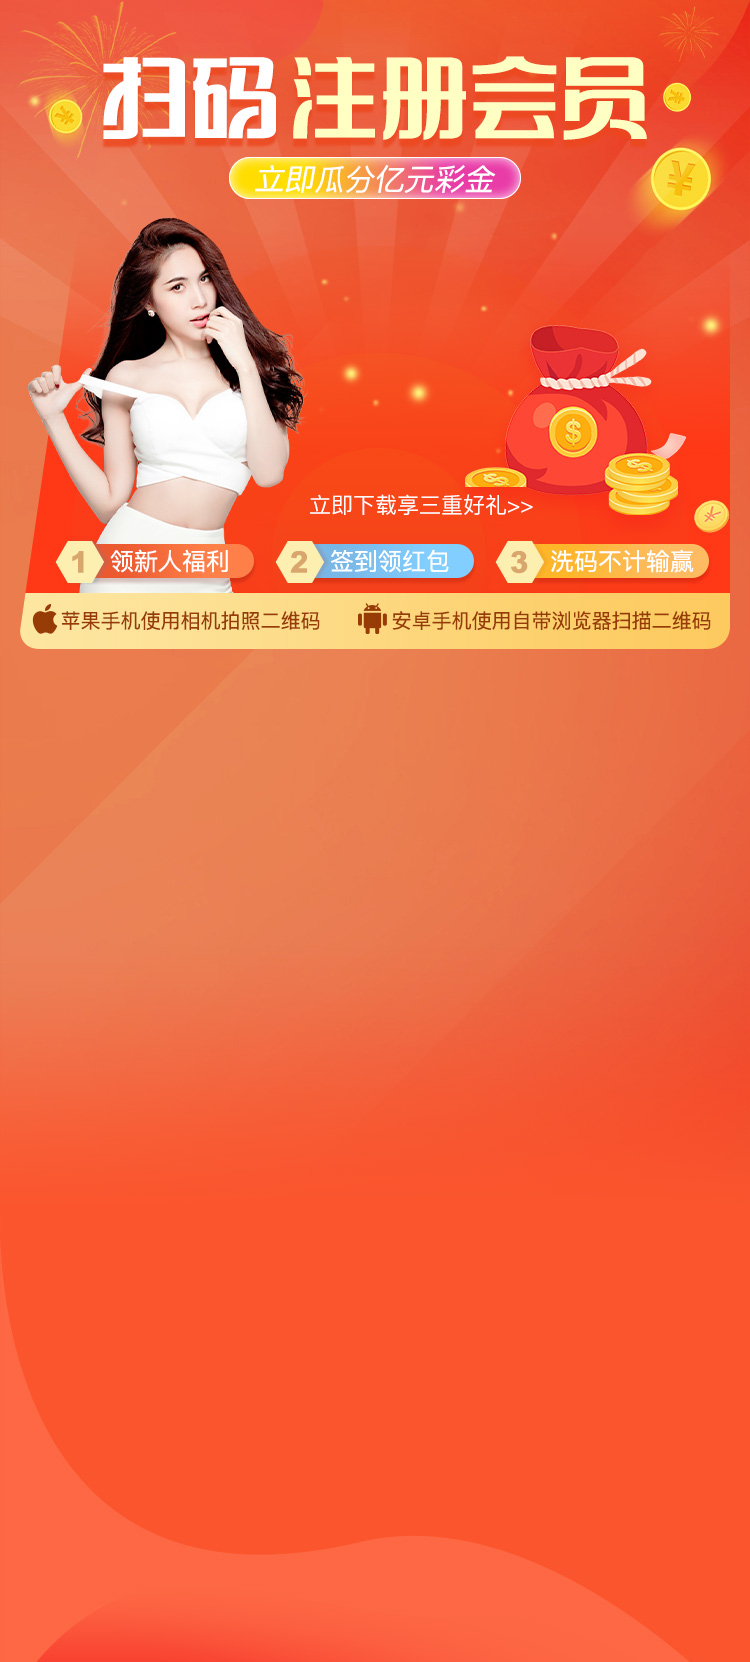 扫码注册会员
立即瓜分亿元彩金
立即下载享三重好礼>>
1 领新人福利
2 签到领红包
3 洗码不计输赢
苹果手机使用相机拍照二维码
安卓手机使用自带浏览器扫描二维码